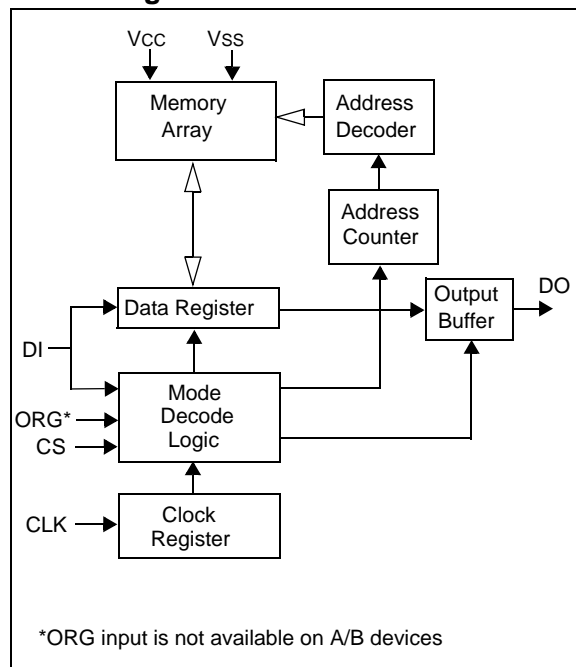 VCC
VSS
Memory
Array
Address
Decoder
Address
Counter
Data Register
Output
Buffer
DO
DI
Mode
Decode
Logic
ORG*
CS
CLK
Clock
Register
*ORG input is not available on A/B devices